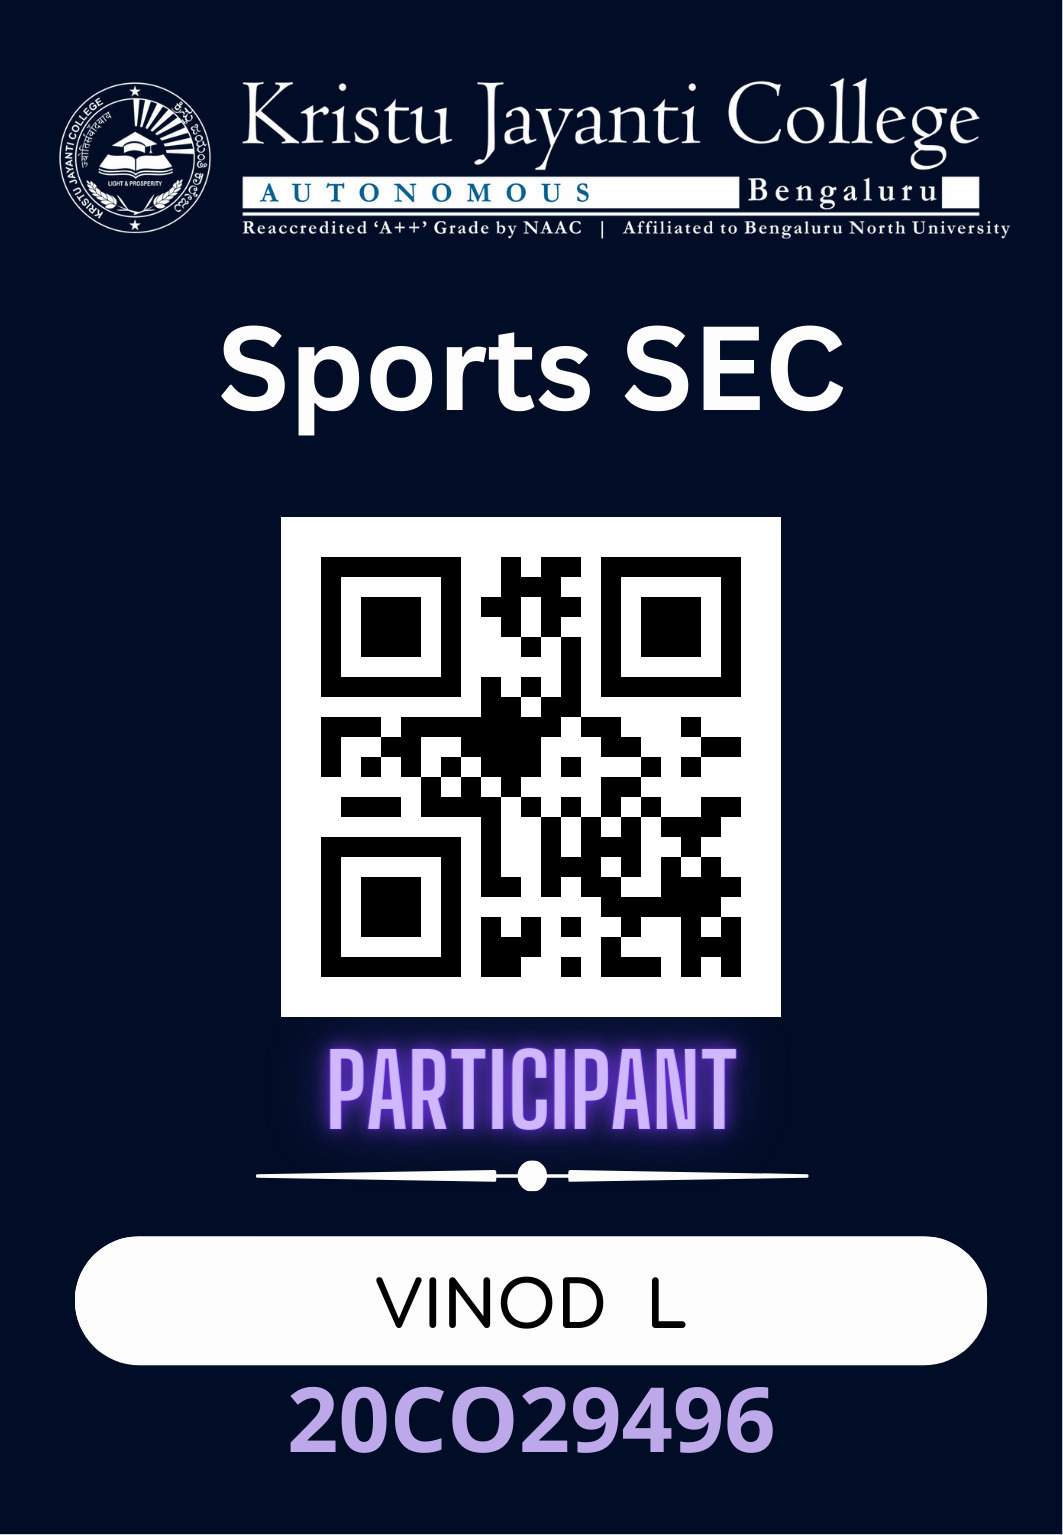 KRISTU JAYANTI COLLEGE
ಕ್ರಿಸ್ತು ಜಯಂತಿ ಕಾಲೇಜು
LIGHT & PROSPERITY
Kristu Jayanti College
AUTONOMOUS Bengaluru
Reaccredited ‘A++’ Grade by NAAC | Affiliated to Bengaluru North University
Sports SEC
PARTICIPANT
VINOD L
20CO29496